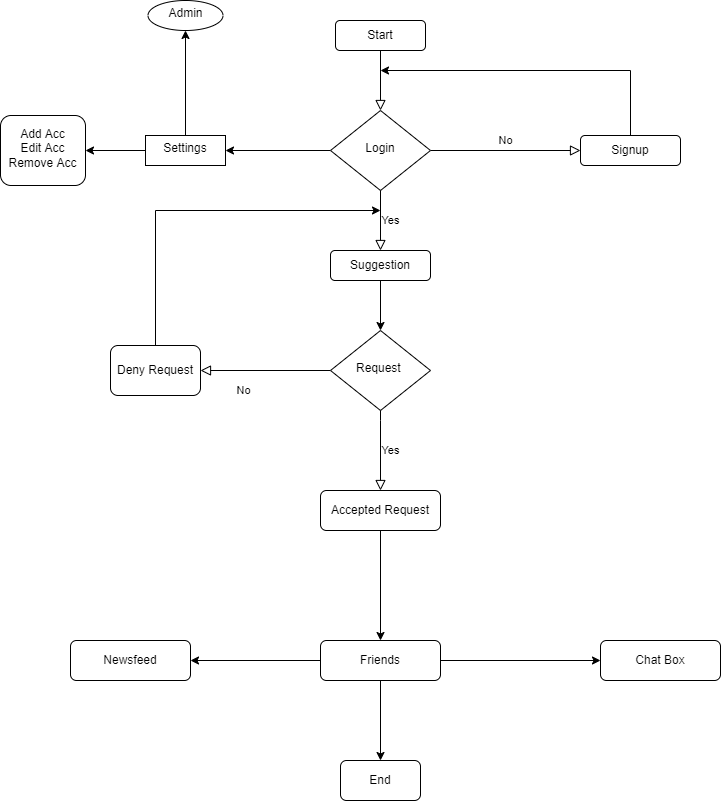 Admin
Start
Add Acc
Edit Acc
Remove Acc
Settings
Login
No
Signup
Yes
Suggestion
Deny Request
Request
No
Yes
Accepted Request
Newsfeed
Friends
Chat Box
End